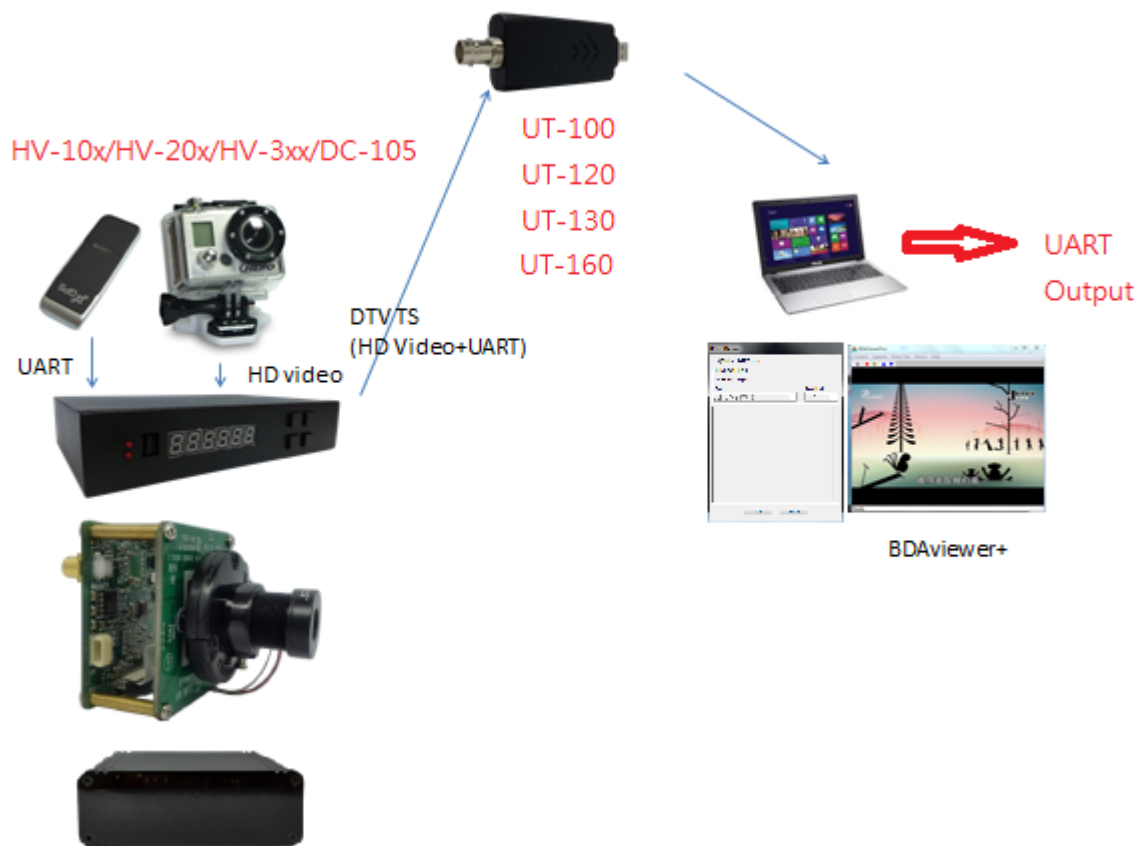 HV-10x/HV-20x/HV-3xx/DC-105
UT-100
UT-120
UT-130
UT-160
UART
Output
DTV TS
(HD Video+UART)
UART
HD video
BDAviewer+